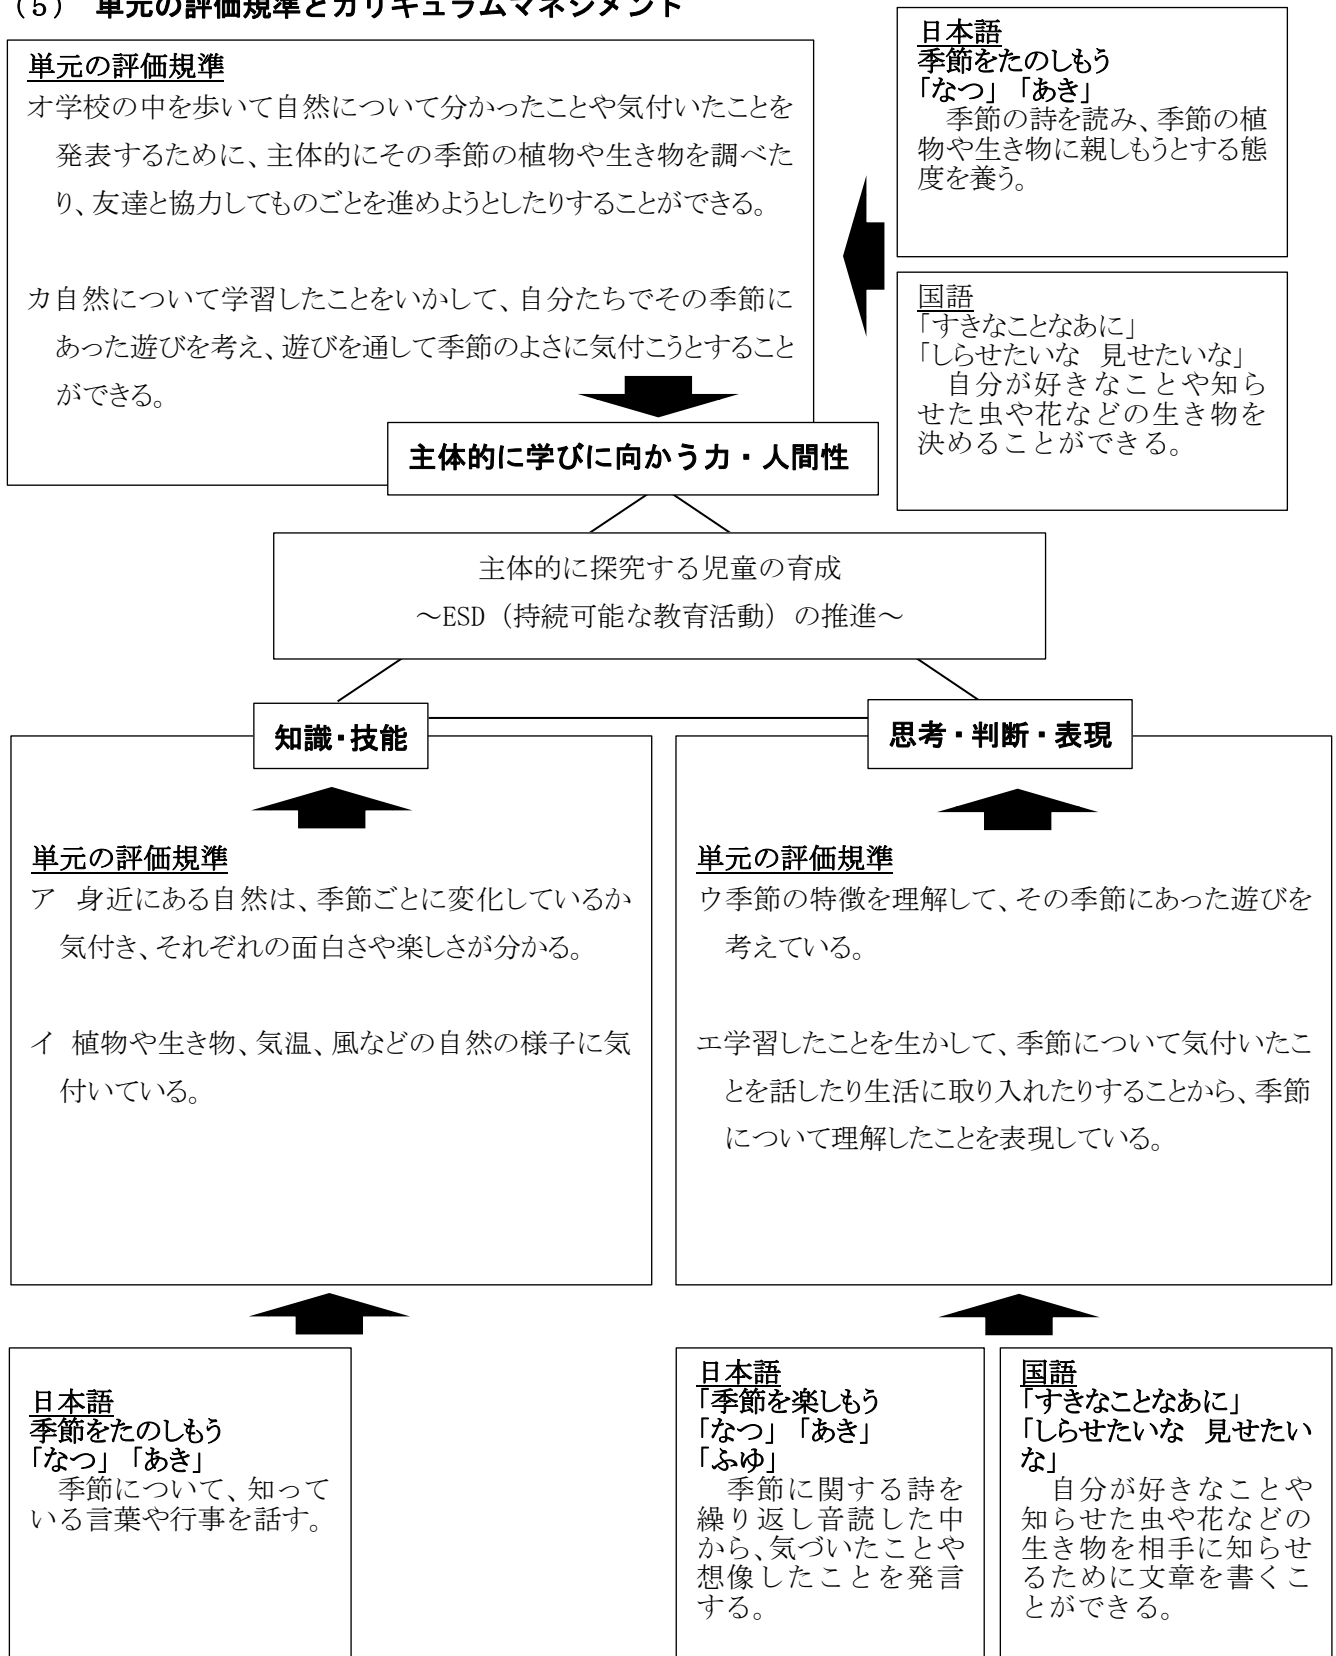 (5) 単元の評価規準とカリキュラムマネジメント
単元の評価規準
オ学校の中を歩いて自然について分かったことや気付いたことを
発表するために、主体的にその季節の植物や生き物を調べた
り、友達と協力してものごとを進めようとしたりすることができる。
カ自然について学習したことをいかして、自分たちでその季節に
あった遊びを考え、遊びを通して季節のよさに気付こうとすること
ができる。
日本語
季節をたのしもう
「なつ」「あき」
季節の詩を読み、季節の植
物や生き物に親しもうとする態
度を養う。
国語
「すきなことなあに」
「しらせたいな 見せたいな」
自分が好きなことや知ら
せた虫や花などの生き物を
決めることができる。
主体的に学びに向かう力・人間性
主体的に探究する児童の育成
～ESD（持続可能な教育活動）の推進～
知識・技能
単元の評価規準
ア 身近にある自然は、季節ごとに変化しているか
気付き、それぞれの面白さや楽しさが分かる。
イ 植物や生き物、気温、風などの自然の様子に気
付いている。
思考・判断・表現
単元の評価規準
ウ季節の特徴を理解して、その季節にあった遊びを
考えている。
エ学習したことを生かして、季節について気付いたこ
とを話したり生活に取り入れたりすることから、季節
について理解したことを表現している。
日本語
季節をたのしもう
「なつ」「あき」
季節について、知って
いる言葉や行事を話す。
日本語
「季節を楽しもう
「なつ」「あき」
「ふゆ」
季節に関する詩を
繰り返し音読した中
から、気づいたことや
想像したことを発言
する。
国語
「すきなことなあに」
「しらせたいな 見せたい
な」
自分が好きなことや
知らせた虫や花などの
生き物を相手に知らせ
るために文章を書くこ
とができる。